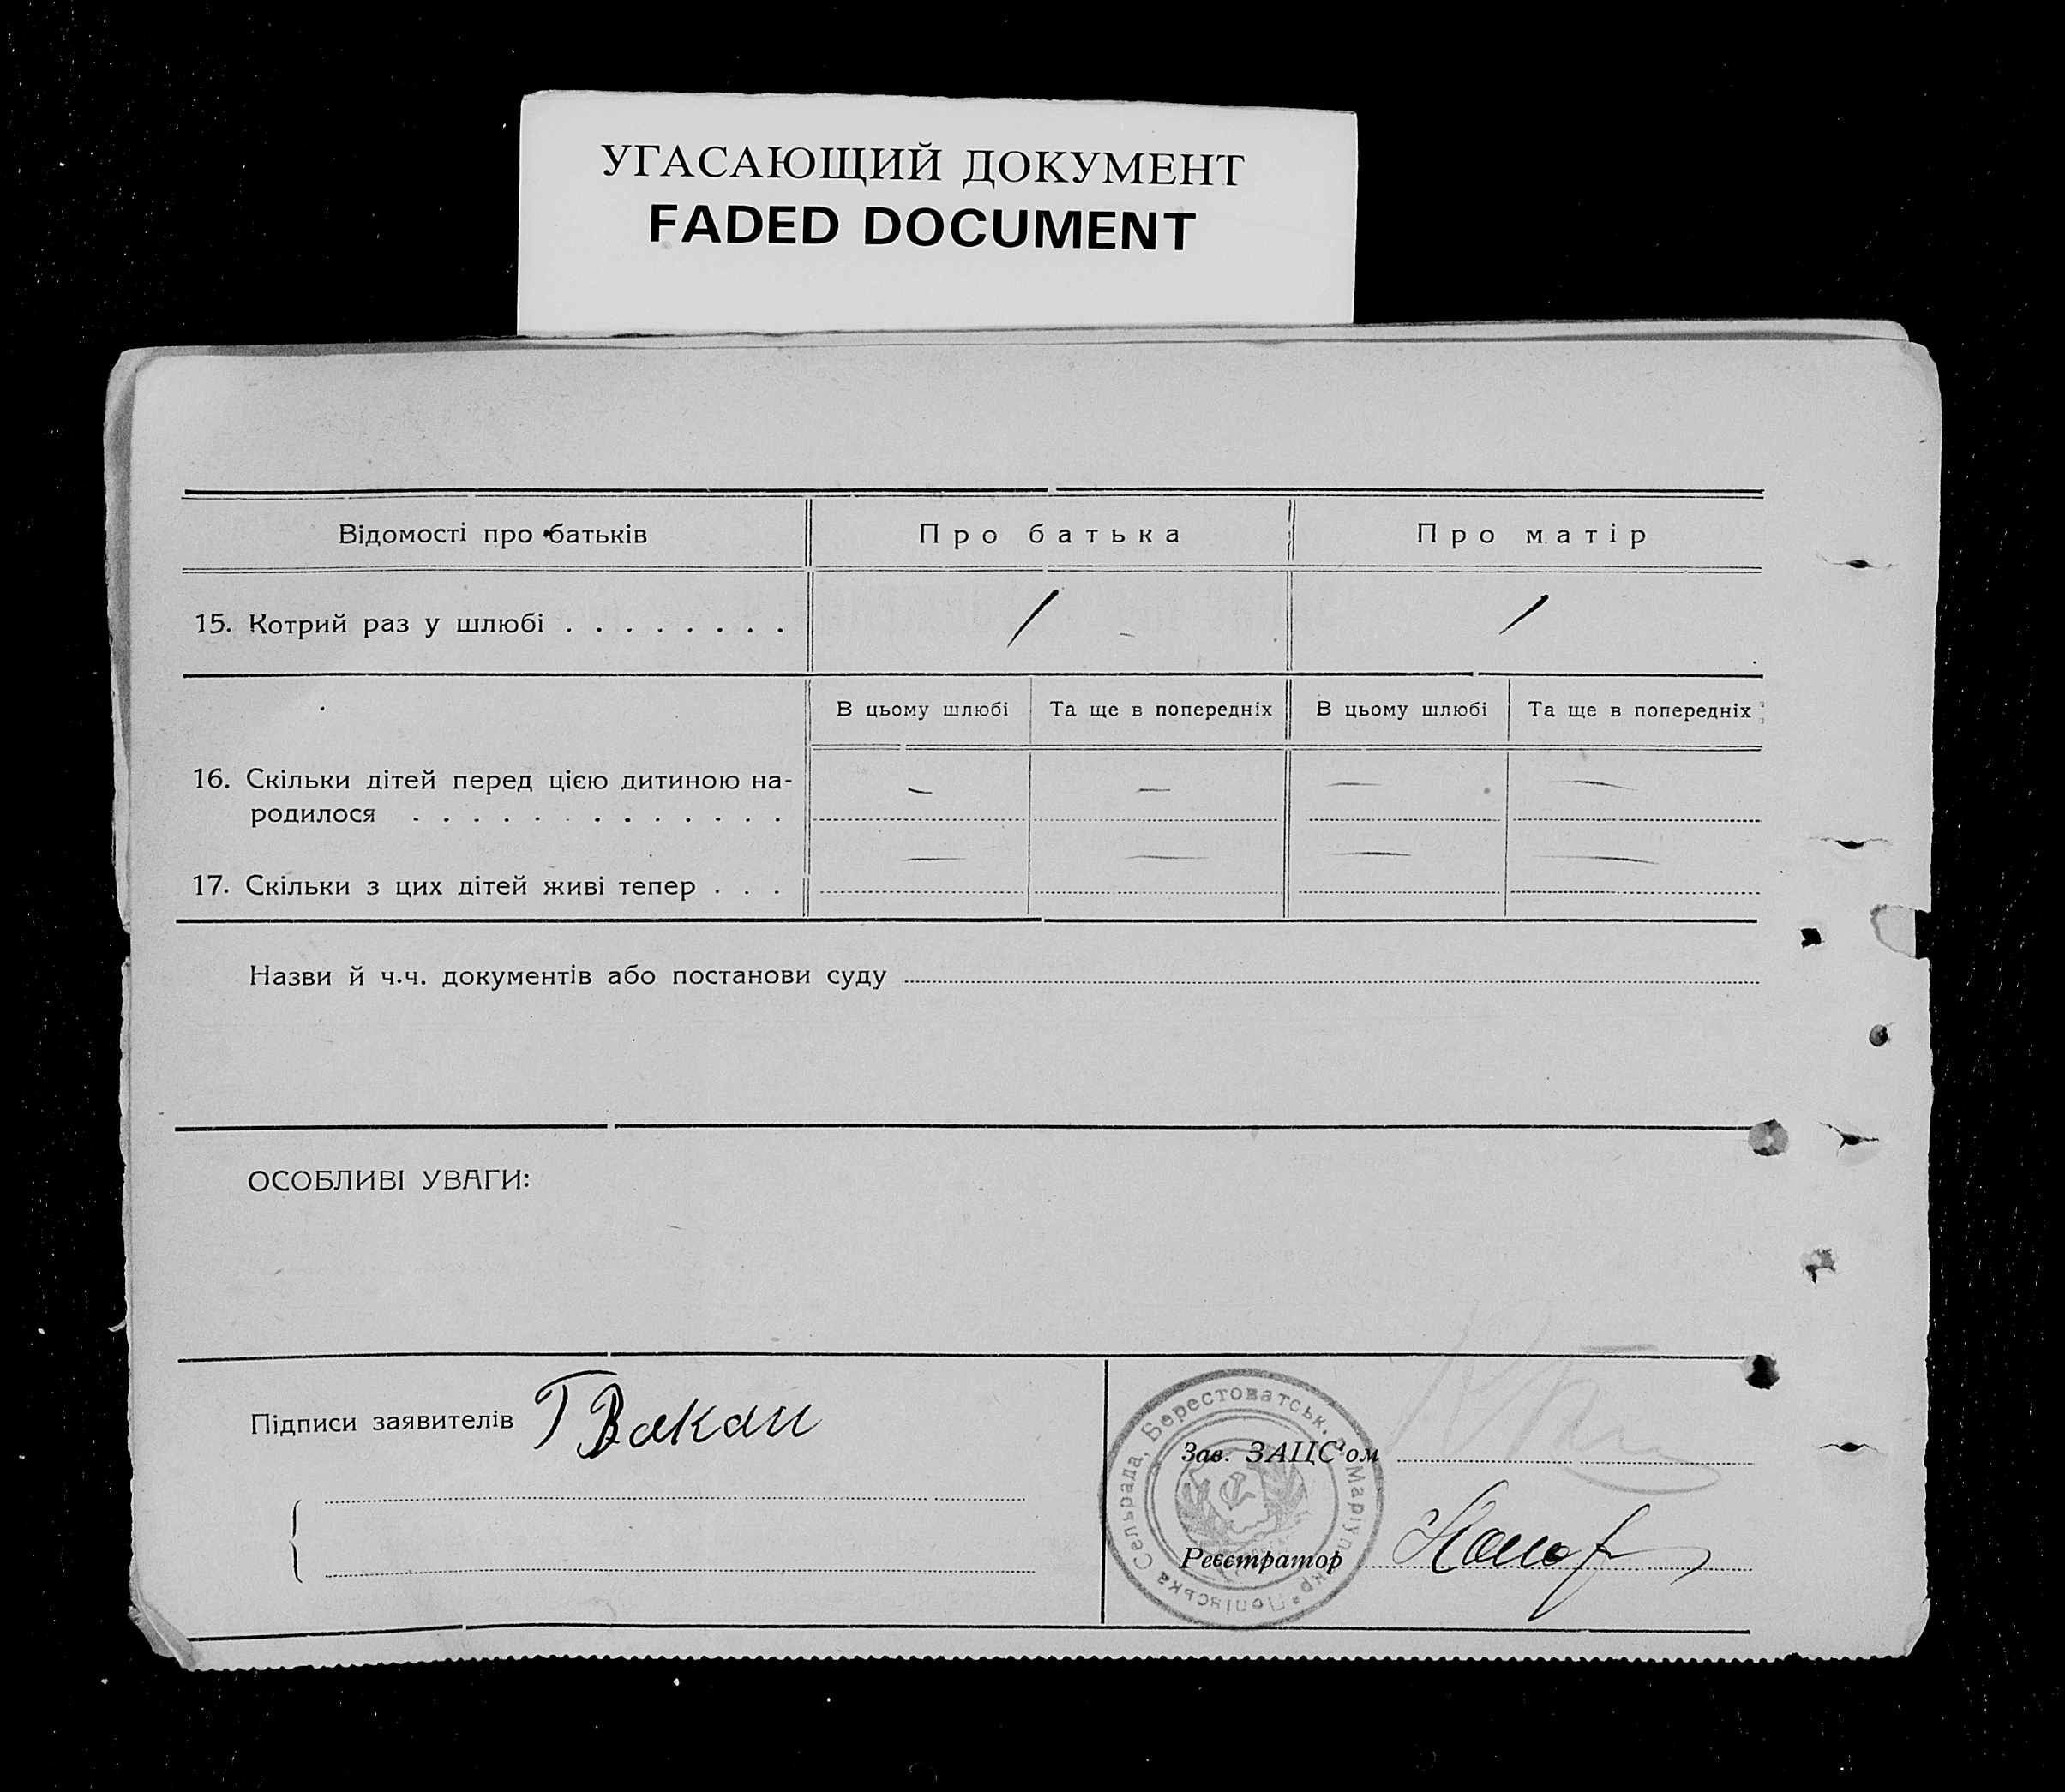 УГАСАЮЩИЙ ДОКУМЕНТ
FADED DOCUMENT
Відомості про батьків Про батька Про матір
15. Котрий раз у шлюбі . . . . . . . . / /
В цьому шлюбі Та ще в попередніх В цьому шлюбі Та ще в попередніх
16. Скільки дітей перед цією дитиною на- — — — —
родилося . . . . . . . . . . . . .
17. Скільки з цих дітей живі тепер . . . — — — —
Назви й ч.ч. документів або постанови суду
ОСОБЛИВІ УВАГИ:
Підписи заявителів
Зав. ЗАЦС'ом
Реєстратор
Сельрада, Берестоватськ. Маріуп. окр.